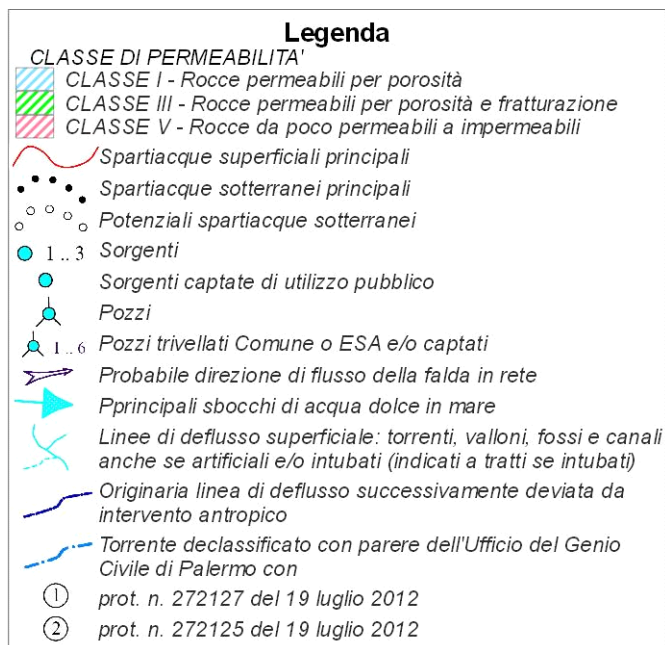 Legenda
CLASSE DI PERMEABILITA'
CLASSE I - Rocce permeabili per porosità
CLASSE III - Rocce permeabili per porosità e fratturazione
CLASSE V - Rocce da poco permeabili a impermeabili
Spartiacque superficiali principali
Spartiacque sotterranei principali
Potenziali spartiacque sotterranei
1 .. 3 Sorgenti
Sorgenti captate di utilizzo pubblico
Pozzi
1 .. 6 Pozzi trivellati Comune o ESA e/o captati
Probabile direzione di flusso della falda in rete
Pprincipali sbocchi di acqua dolce in mare
Linee di deflusso superficiale: torrenti, valloni, fossi e canali
anche se artificiali e/o intubati (indicati a tratti se intubati)
Originaria linea di deflusso successivamente deviata da
intervento antropico
Torrente declassificato con parere dell'Ufficio del Genio
Civile di Palermo con
1 prot. n. 272127 del 19 luglio 2012
2 prot. n. 272125 del 19 luglio 2012